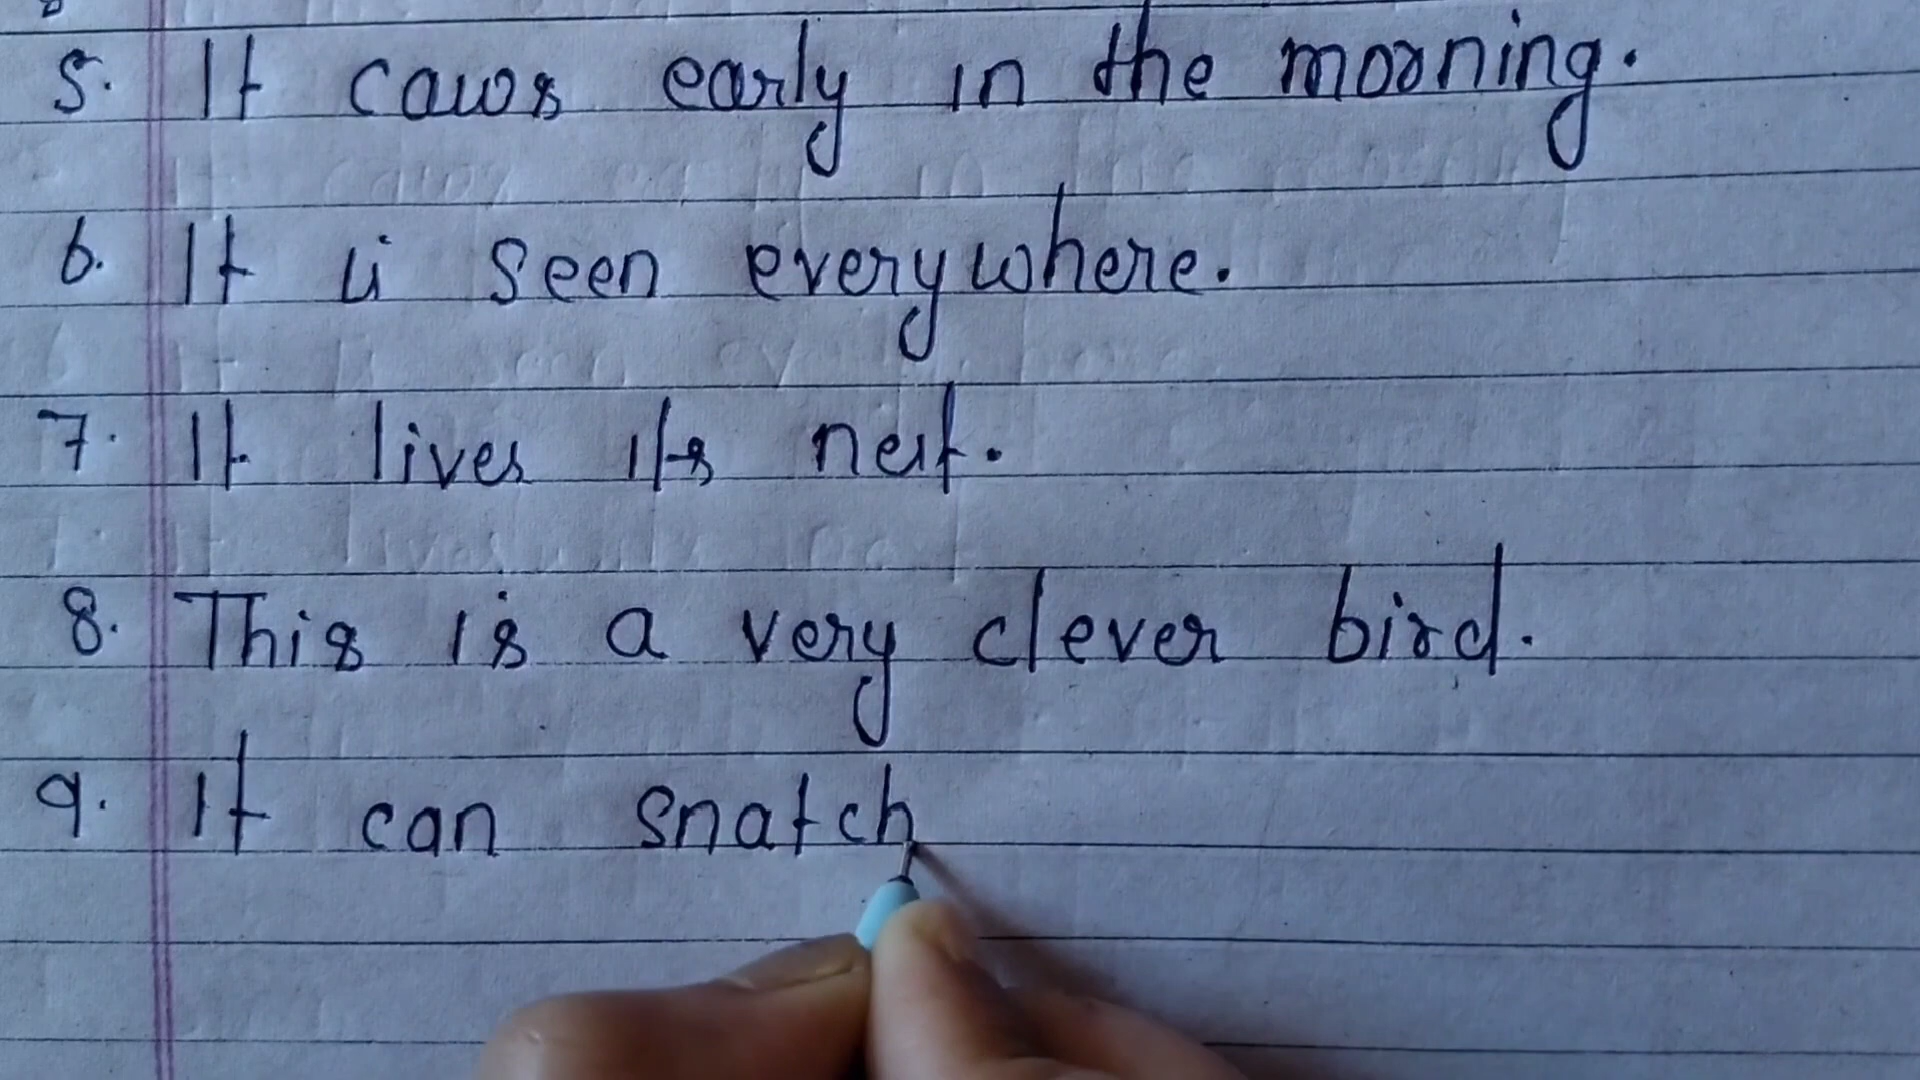 5. It caws early in the morning.
6. It is seen everywhere.
7. It lives its nest.
8. This is a very clever bird.
9. It can snatch